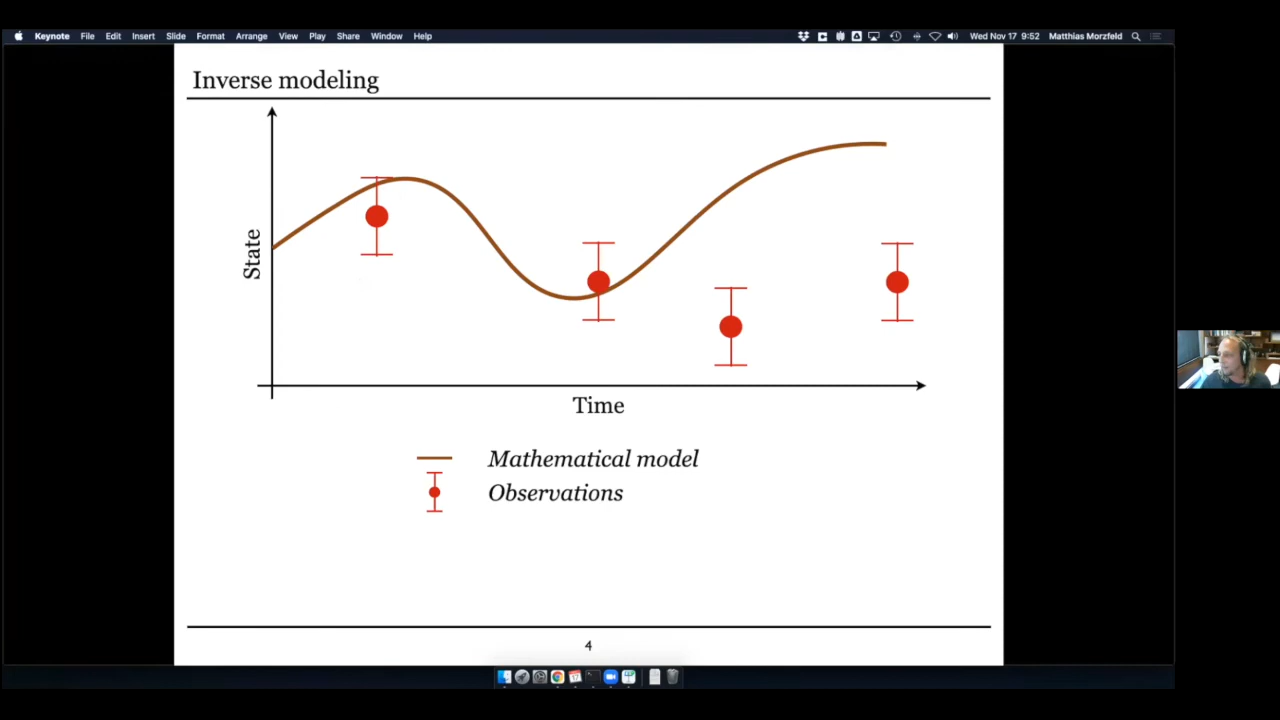 Keynote File Edit Insert Slide Format Arrange View Play Share Window Help Wed Nov 17 9:52 Matthias Morzfeld
Inverse modeling
State
Time
Mathematical model
Observations
4